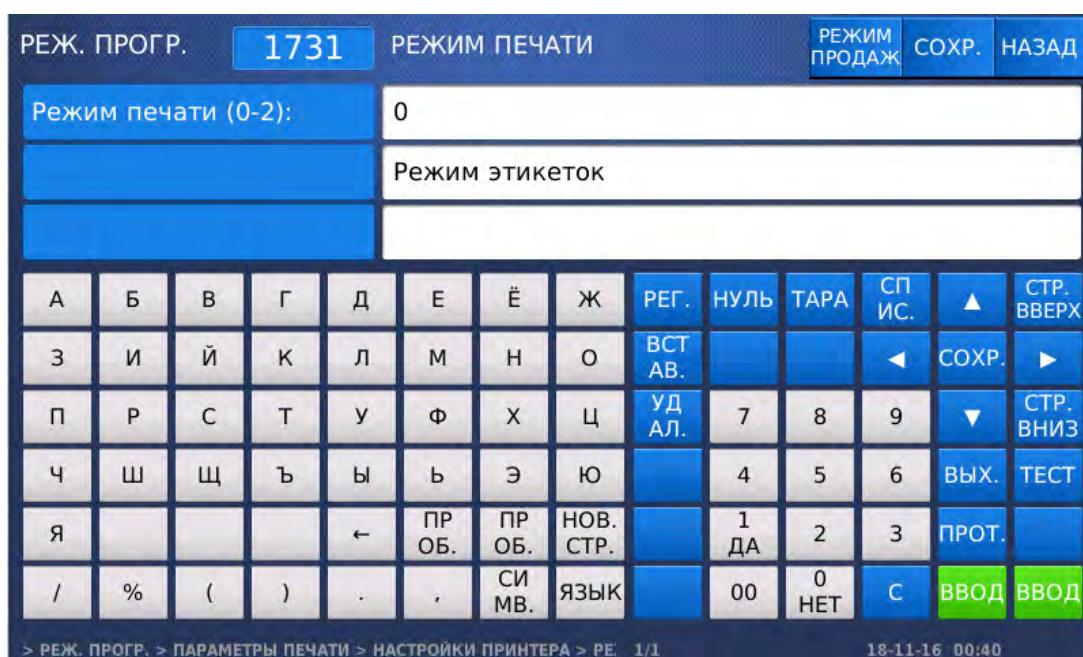 РЕЖ. ПРОГР. 1731 РЕЖИМ ПЕЧАТИ РЕЖИМ ПРОДАЖ СОХР. НАЗАД
Режим печати (0-2): 0
Режим этикеток
А Б В Г Д Е Ё Ж РЕГ. НУЛЬ ТАРА СП ИС. ▲ СТР. ВВЕРХ
З И Й К Л М Н О ВСТ АВ. ◀ СОХР. ▶
П Р С Т У Ф Х Ц УД АЛ. 7 8 9 ▼ СТР. ВНИЗ
Ч Ш Щ Ъ Ы Ь Э Ю 4 5 6 ВЫХ. ТЕСТ
Я ← ПР ОБ. ПР ОБ. НОВ. СТР. 1 ДА 2 3 ПРОТ.
/ % ( ) . , СИ МВ. ЯЗЫК 00 0 НЕТ С ВВОД ВВОД
> РЕЖ. ПРОГР. > ПАРАМЕТРЫ ПЕЧАТИ > НАСТРОЙКИ ПРИНТЕРА > РЕ. 1/1 18-11-16 00:40